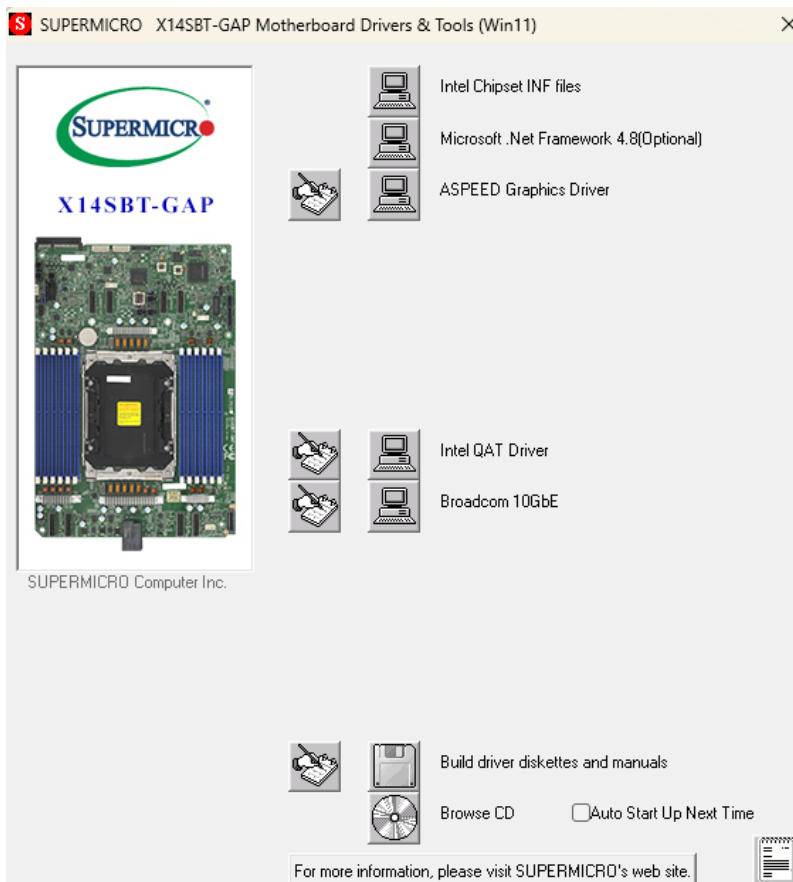 S SUPERMICRO X14SBT-GAP Motherboard Drivers & Tools (Win11)
SUPERMICRO
X14SBT-GAP
SUPERMICRO Computer Inc.
Intel Chipset INF files
Microsoft .Net Framework 4.8(Optional)
ASPEED Graphics Driver
Intel QAT Driver
Broadcom 10GbE
Build driver diskettes and manuals
Browse CD
Auto Start Up Next Time
For more information, please visit SUPERMICRO's web site.